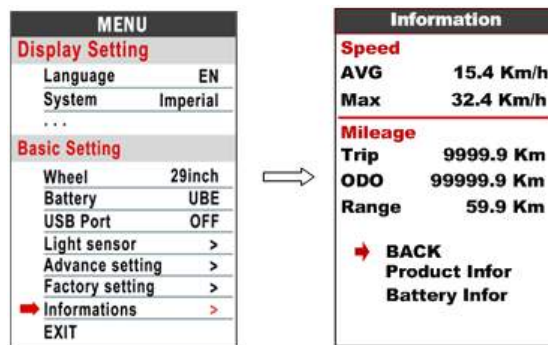 MENU
Display Setting
Language EN
System Imperial
...
Basic Setting
Wheel 29inch
Battery UBE
USB Port OFF
Light sensor >
Advance setting >
Factory setting >
Informations >
EXIT
Information
Speed
AVG 15.4 Km/h
Max 32.4 Km/h
Mileage
Trip 9999.9 Km
ODO 99999.9 Km
Range 59.9 Km
BACK
Product Infor
Battery Infor